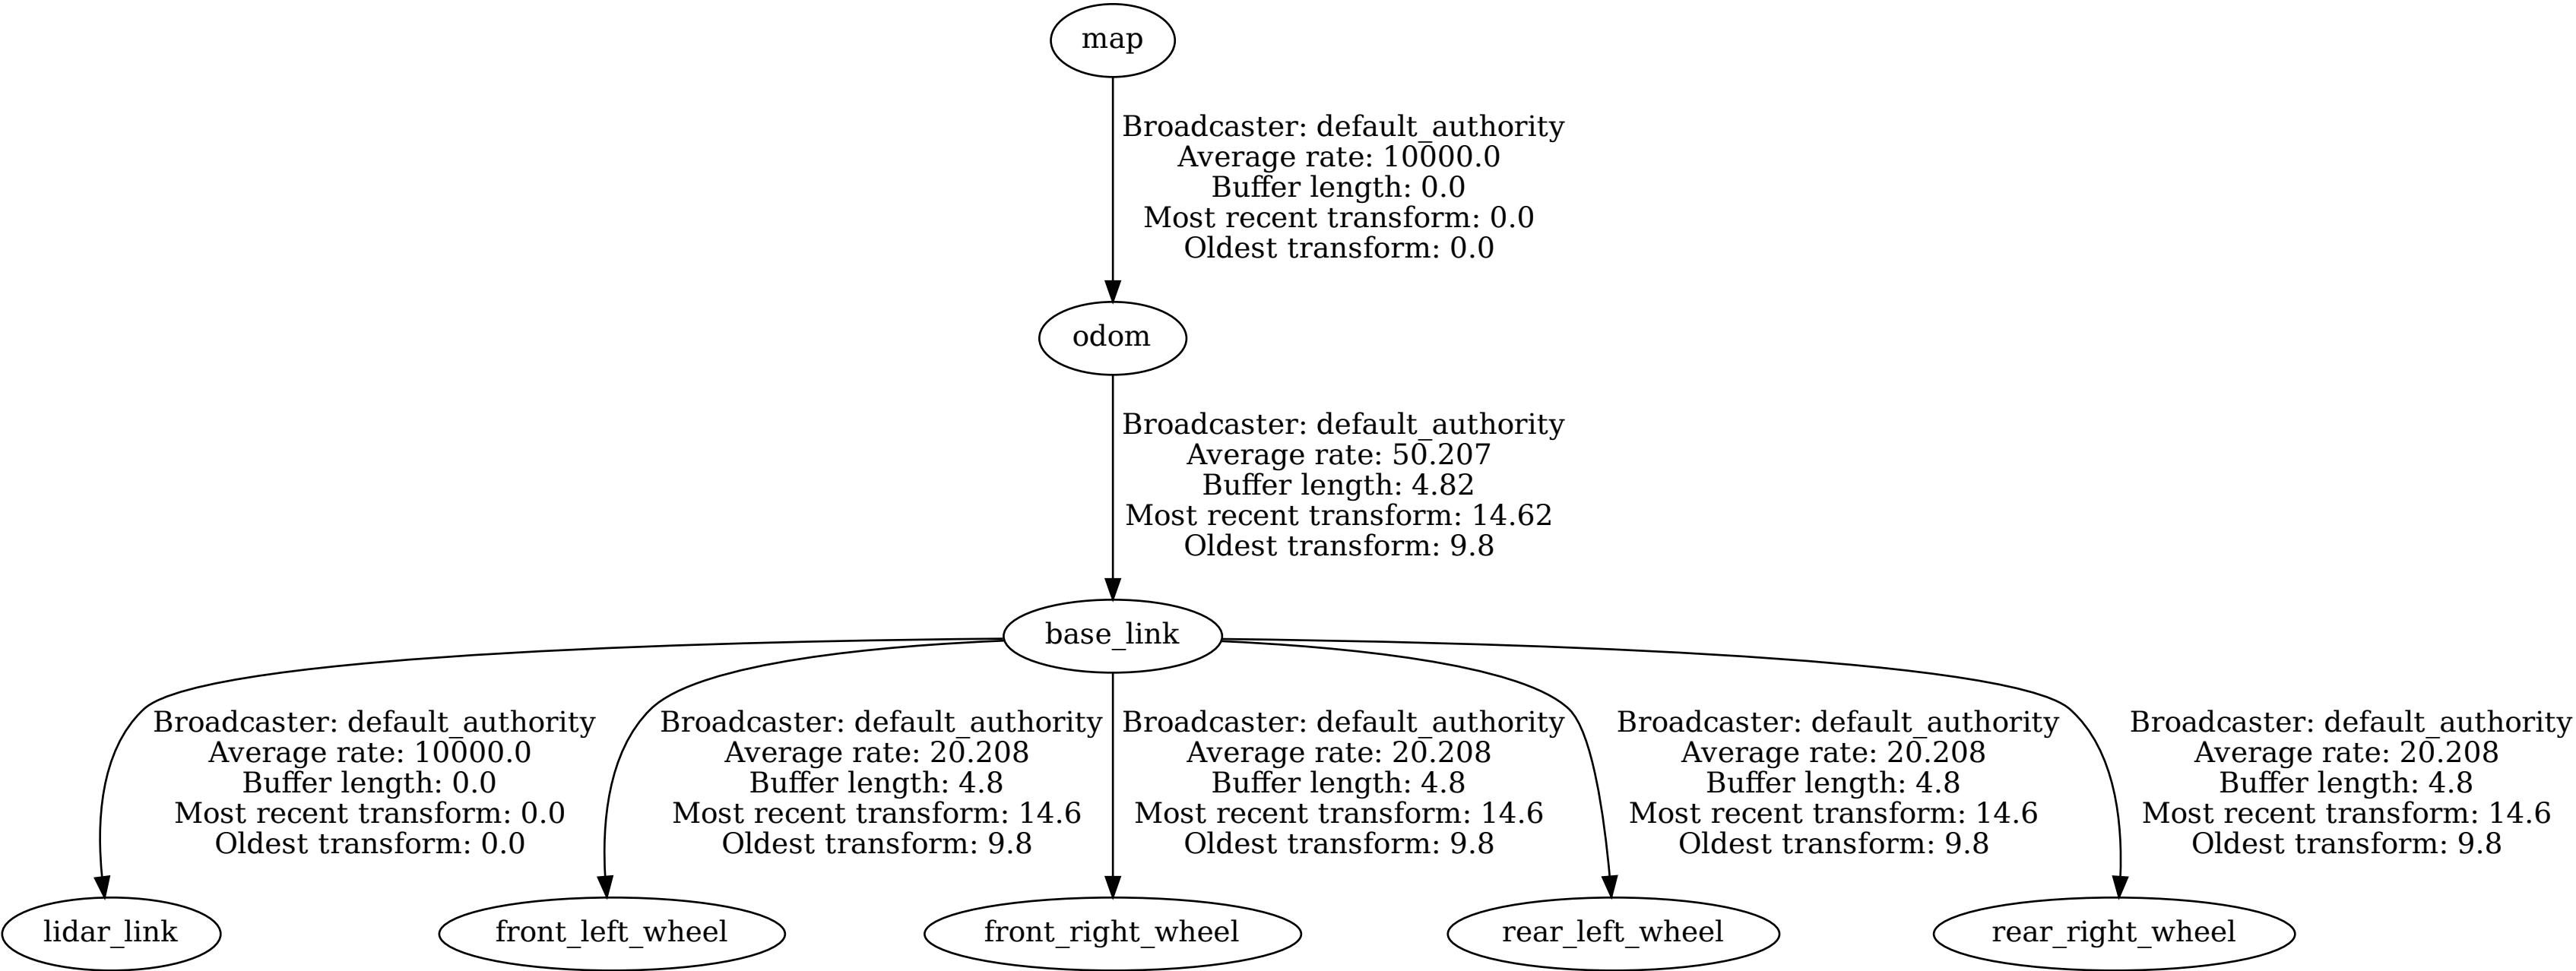 map
Broadcaster: default_authority
Average rate: 10000.0
Buffer length: 0.0
Most recent transform: 0.0
Oldest transform: 0.0
odom
Broadcaster: default_authority
Average rate: 50.207
Buffer length: 4.82
Most recent transform: 14.62
Oldest transform: 9.8
base_link
Broadcaster: default_authority
Average rate: 10000.0
Buffer length: 0.0
Most recent transform: 0.0
Oldest transform: 0.0
Broadcaster: default_authority
Average rate: 20.208
Buffer length: 4.8
Most recent transform: 14.6
Oldest transform: 9.8
Broadcaster: default_authority
Average rate: 20.208
Buffer length: 4.8
Most recent transform: 14.6
Oldest transform: 9.8
Broadcaster: default_authority
Average rate: 20.208
Buffer length: 4.8
Most recent transform: 14.6
Oldest transform: 9.8
Broadcaster: default_authority
Average rate: 20.208
Buffer length: 4.8
Most recent transform: 14.6
Oldest transform: 9.8
lidar_link
front_left_wheel
front_right_wheel
rear_left_wheel
rear_right_wheel